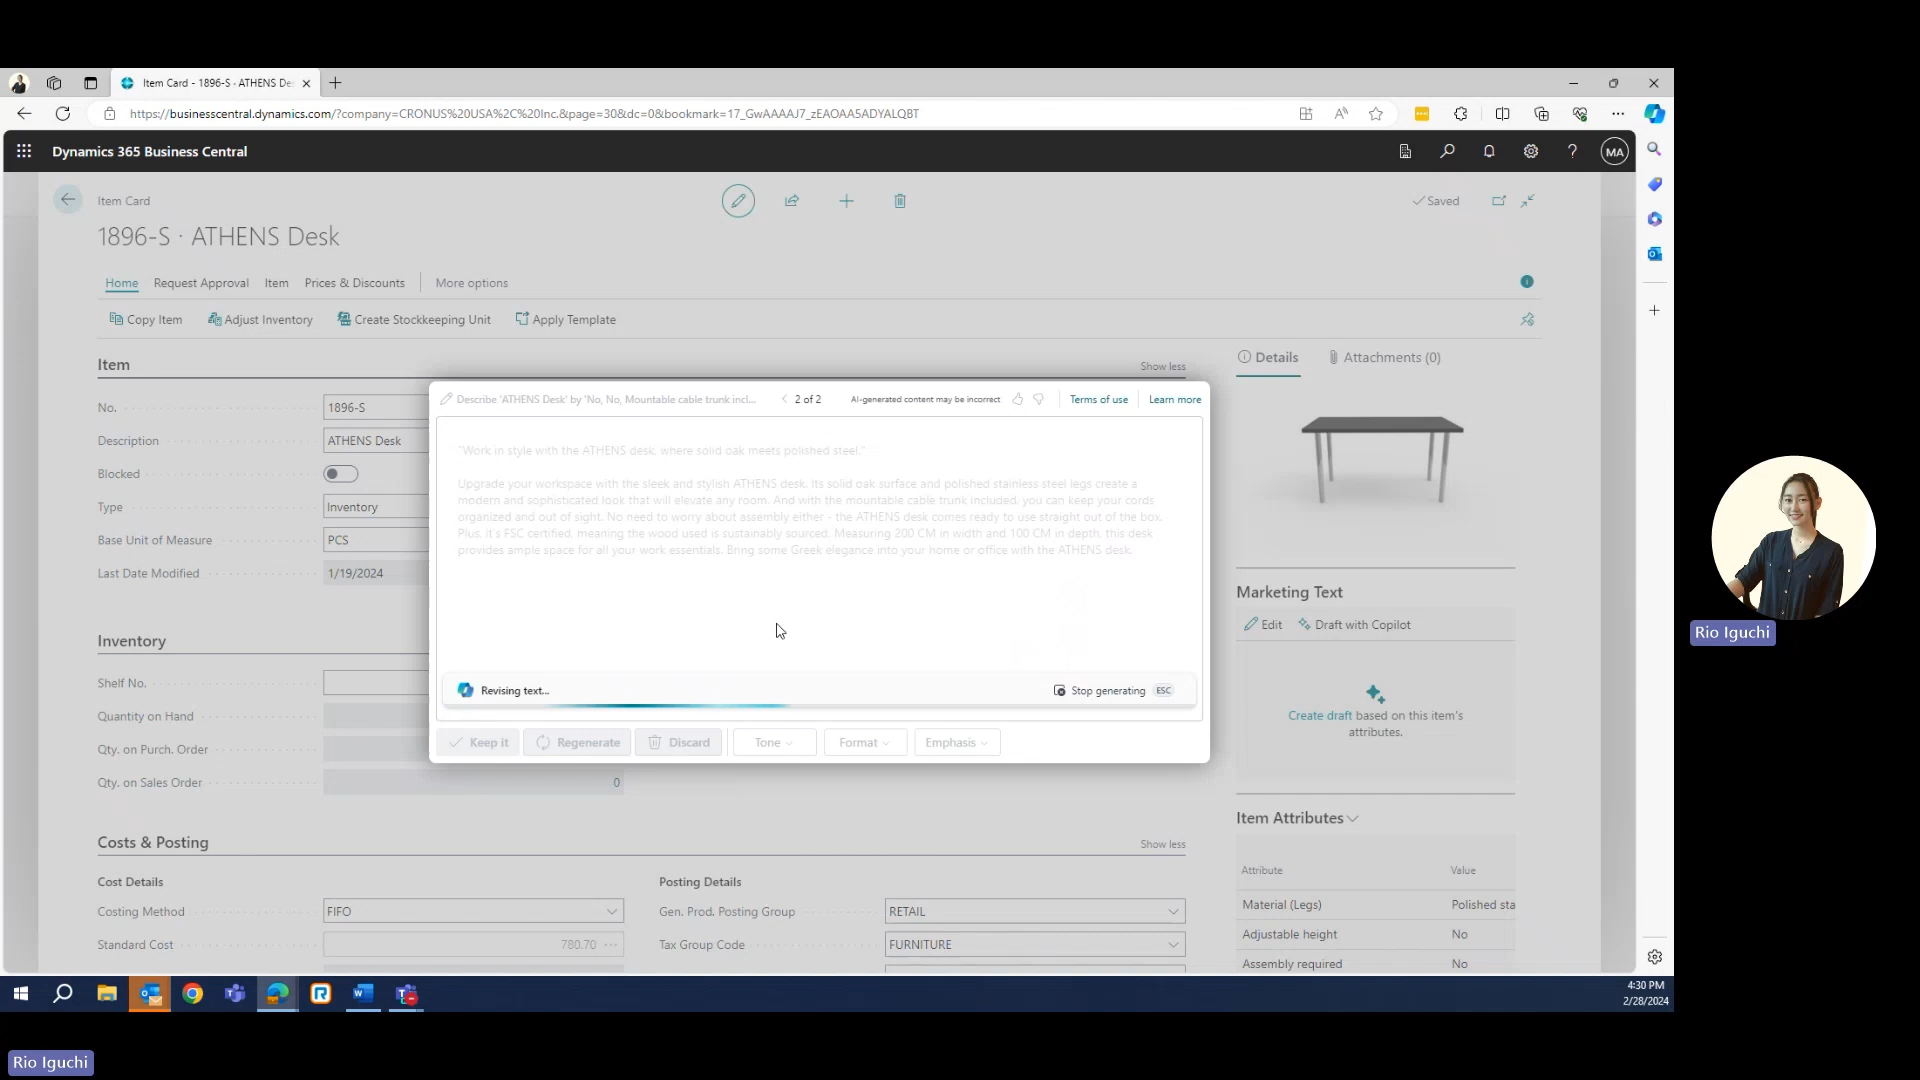 Item Card - 1896-S · ATHENS De
https://businesscentral.dynamics.com/?company=CRONUS%20USA%2C%20Inc.&page=30&dc=0&bookmark=17_GwAAAAJ7_zEAOAA5ADYALQBT
Dynamics 365 Business Central
MA
Item Card
Saved
1896-S · ATHENS Desk
Home Request Approval Item Prices & Discounts More options
Copy Item Adjust Inventory Create Stockkeeping Unit Apply Template
Item
Show less
Details Attachments (0)
No. 1896-S
Description ATHENS Desk
Blocked
Type Inventory
Base Unit of Measure PCS
Last Date Modified 1/19/2024
Describe 'ATHENS Desk' by 'No, No, Mountable cable trunk incl... 2 of 2 AI-generated content may be incorrect Terms of use Learn more
"Work in style with the ATHENS desk, where solid oak meets polished steel."
Upgrade your workspace with the sleek and stylish ATHENS desk. Its solid oak surface and polished stainless steel legs create a
modern and sophisticated look that will elevate any room. And with the mountable cable trunk included, you can keep your cords
organized and out of sight. No need to worry about assembly either - the ATHENS desk comes ready to use straight out of the box.
Plus, it's FSC certified, meaning the wood used is sustainably sourced. Measuring 200 CM in width and 100 CM in depth, this desk
provides ample space for all your work essentials. Bring some Greek elegance into your home or office with the ATHENS desk.
Revising text... Stop generating ESC
Keep it Regenerate Discard Tone Format Emphasis
Inventory
Shelf No.
Quantity on Hand
Qty. on Purch. Order
Qty. on Sales Order 0
Marketing Text
Edit Draft with Copilot
Create draft based on this item's
attributes.
Item Attributes
Attribute Value
Material (Legs) Polished sta
Adjustable height No
Assembly required No
Costs & Posting
Show less
Cost Details Posting Details
Costing Method FIFO Gen. Prod. Posting Group RETAIL
Standard Cost 780.70 ··· Tax Group Code FURNITURE
4:30 PM
2/28/2024
Rio Iguchi
Rio Iguchi